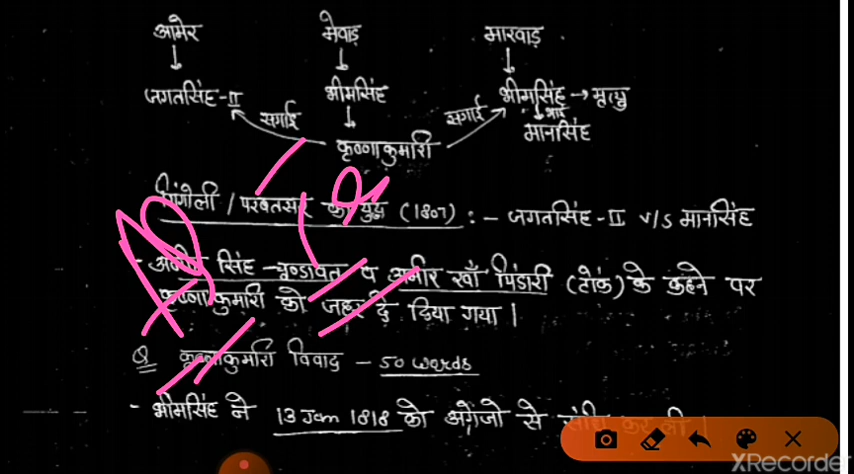 आमेर मेवाड़ मारवाड़
जगतसिंह-II भीमसिंह भीमसिंह → मृत्यु
सगाई सगाई भाई
कृष्णाकुमारी मानसिंह
गिंगोली / परबतसर का युद्ध (1807) : - जगतसिंह-II v/s मानसिंह
- सिंह चूण्डावत व अमीर खाँ पिंडारी (टोंक) के कहने पर
कृष्णाकुमारी को जहर दे दिया गया |
Q कृष्णाकुमारी विवाद - 50 words
- भीमसिंह ने 13 Jan 1818 को अंग्रेजो से संधि कर ली |
XRecorder